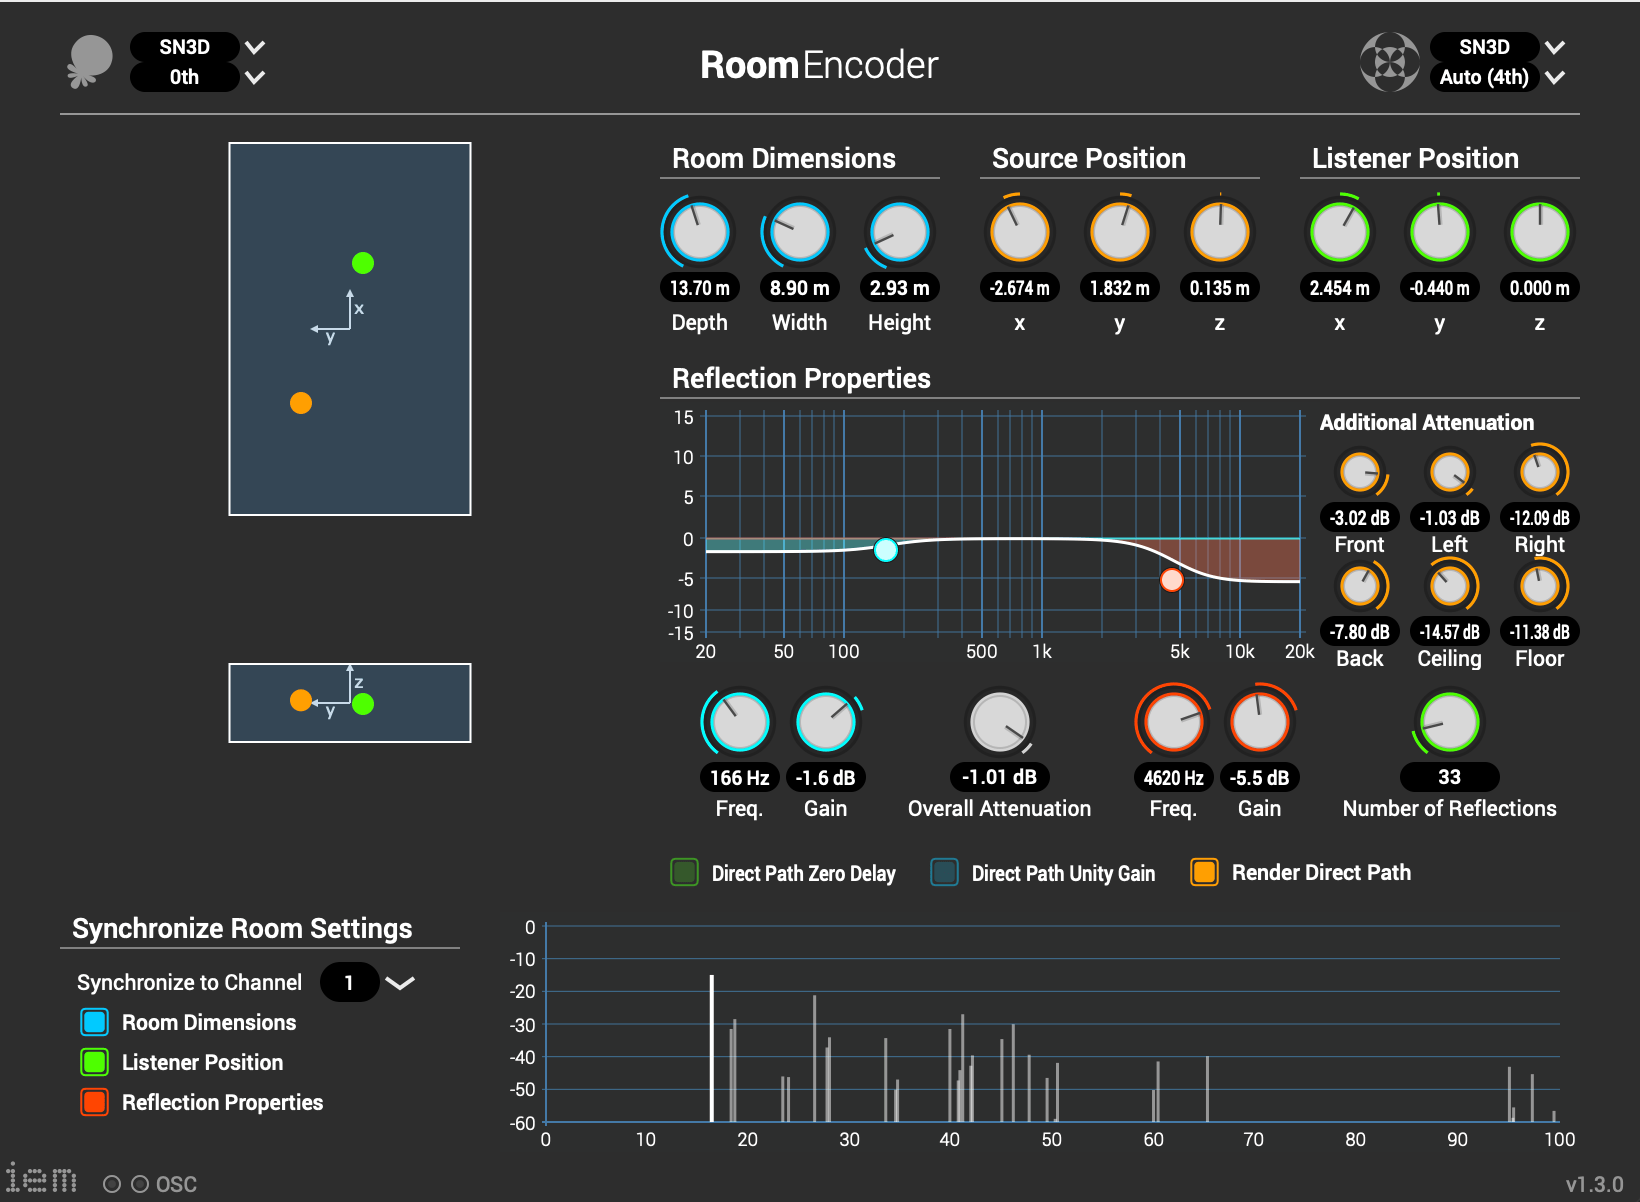 SN3D
0th
RoomEncoder
SN3D
Auto (4th)
Room Dimensions
13.70 m
8.90 m
2.93 m
Depth
Width
Height
Source Position
-2.674 m
1.832 m
0.135 m
x
y
z
Listener Position
2.454 m
-0.440 m
0.000 m
x
y
z
x
y
z
y
Reflection Properties
15
10
5
0
-5
-10
-15
20
50
100
500
1k
5k
10k
20k
Additional Attenuation
-3.02 dB
-1.03 dB
-12.09 dB
Front
Left
Right
-7.80 dB
-14.57 dB
-11.38 dB
Back
Ceiling
Floor
166 Hz
-1.6 dB
-1.01 dB
4620 Hz
-5.5 dB
33
Freq.
Gain
Overall Attenuation
Freq.
Gain
Number of Reflections
Direct Path Zero Delay
Direct Path Unity Gain
Render Direct Path
Synchronize Room Settings
Synchronize to Channel
1
Room Dimensions
Listener Position
Reflection Properties
0
-10
-20
-30
-40
-50
-60
0
10
20
30
40
50
60
70
80
90
100
iem
OSC
v1.3.0